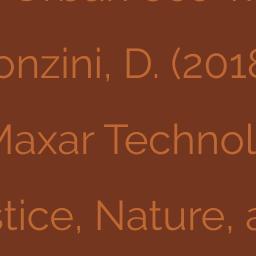 onzini, D. (2018
Maxar Technol
stice, Nature, a